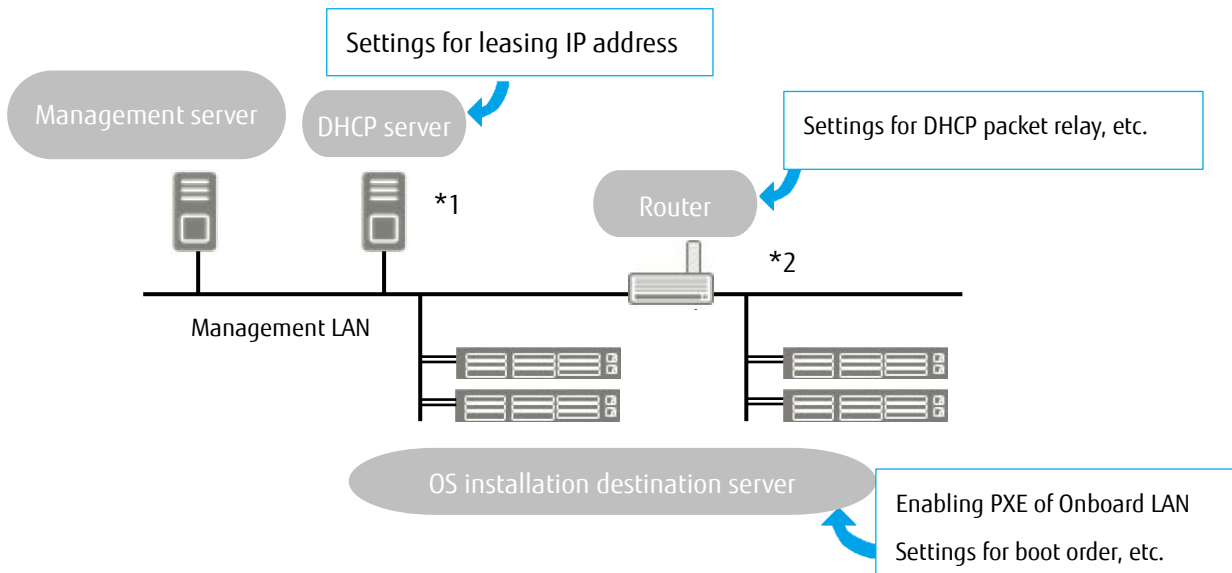 Settings for leasing IP address
Management server
DHCP server
Settings for DHCP packet relay, etc.
*1
Router
*2
Management LAN
OS installation destination server
Enabling PXE of Onboard LAN
Settings for boot order, etc.